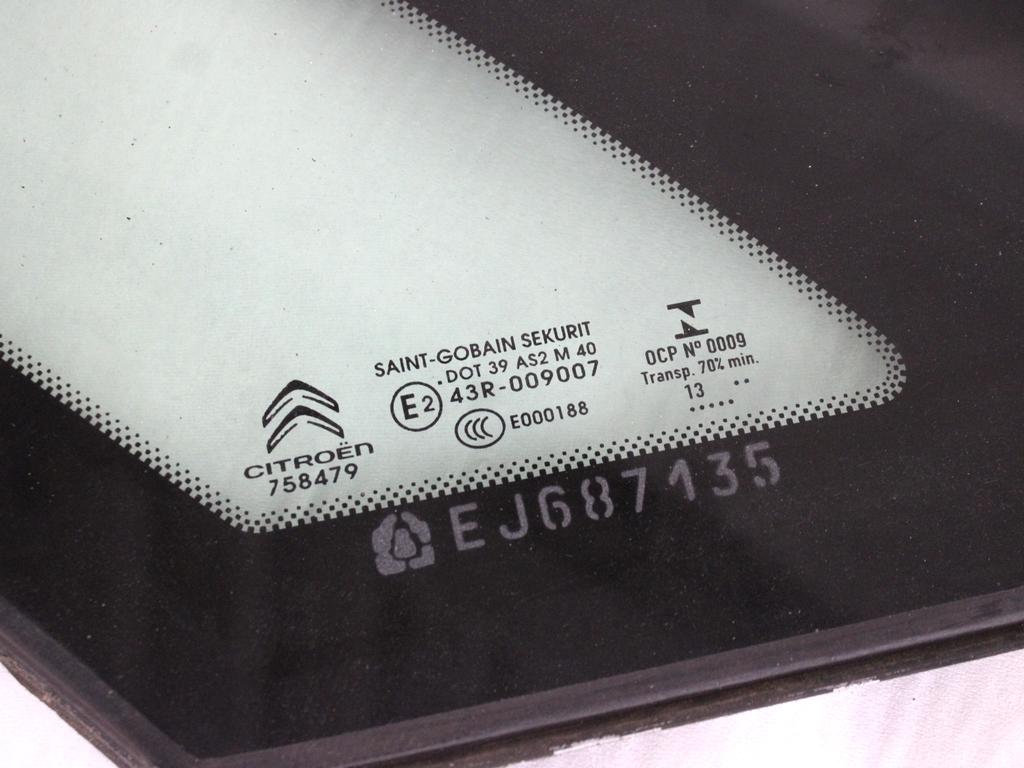 CITROËN
758479
SAINT-GOBAIN SEKURIT
.DOT 39 AS2 M 40
E2 43R-009007
CCC E000188
OCP Nº 0009
Transp. 70% min.
13 ..
.....
EJ687135